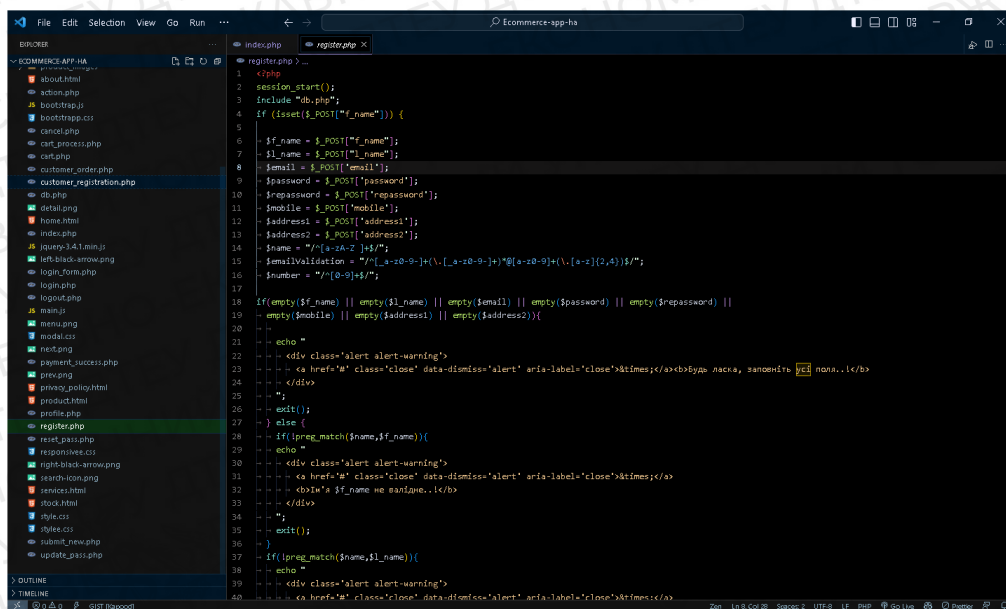 File Edit Selection View Go Run ···
Ecommerce-app-ha
EXPLORER ···
ECOMMERCE-APP-HA
about.html
action.php
JS bootstrap.js
bootstrapp.css
cancel.php
cart_process.php
cart.php
customer_order.php
customer_registration.php
db.php
detail.png
home.html
index.php
JS jquery-3.4.1.min.js
left-black-arrow.png
login_form.php
login.php
logout.php
JS main.js
menu.png
modal.css
next.png
payment_success.php
prev.png
privacy_policy.html
product.html
profile.php
register.php
reset_pass.php
responsivee.css
right-black-arrow.png
search-icon.png
services.html
stock.html
style.css
stylee.css
submit_new.php
update_pass.php
OUTLINE
TIMELINE
index.php register.php ×
register.php > ...
1 <?php
2 session_start();
3 include "db.php";
4 if (isset($_POST["f_name"])) {
5
6 $f_name = $_POST["f_name"];
7 $l_name = $_POST["l_name"];
8 $email = $_POST['email'];
9 $password = $_POST['password'];
10 $repassword = $_POST['repassword'];
11 $mobile = $_POST['mobile'];
12 $address1 = $_POST['address1'];
13 $address2 = $_POST['address2'];
14 $name = "/^[a-zA-Z ]+$/";
15 $emailValidation = "/^[_a-z0-9-]+(\.[_a-z0-9-]+)*@[a-z0-9]+(\.[a-z]{2,4})$/";
16 $number = "/^[0-9]+$/";
17
18 if(empty($f_name) || empty($l_name) || empty($email) || empty($password) || empty($repassword) ||
19 empty($mobile) || empty($address1) || empty($address2)){
20
21 echo "
22 <div class='alert alert-warning'>
23 <a href='#' class='close' data-dismiss='alert' aria-label='close'>&times;</a><b>Будь ласка, заповніть усі поля..!</b>
24 </div>
25 ";
26 exit();
27 } else {
28 if(!preg_match($name,$f_name)){
29 echo "
30 <div class='alert alert-warning'>
31 <a href='#' class='close' data-dismiss='alert' aria-label='close'>&times;</a>
32 <b>Ім'я $f_name не валідне..!</b>
33 </div>
34 ";
35 exit();
36 }
37 if(!preg_match($name,$l_name)){
38 echo "
39 <div class='alert alert-warning'>
40 <a href='#' class='close' data-dismiss='alert' aria-label='close'>&times;</a>
0 0 GIST [Kapood] Zen Ln 8, Col 28 Spaces: 2 UTF-8 LF PHP Go Live Prettier